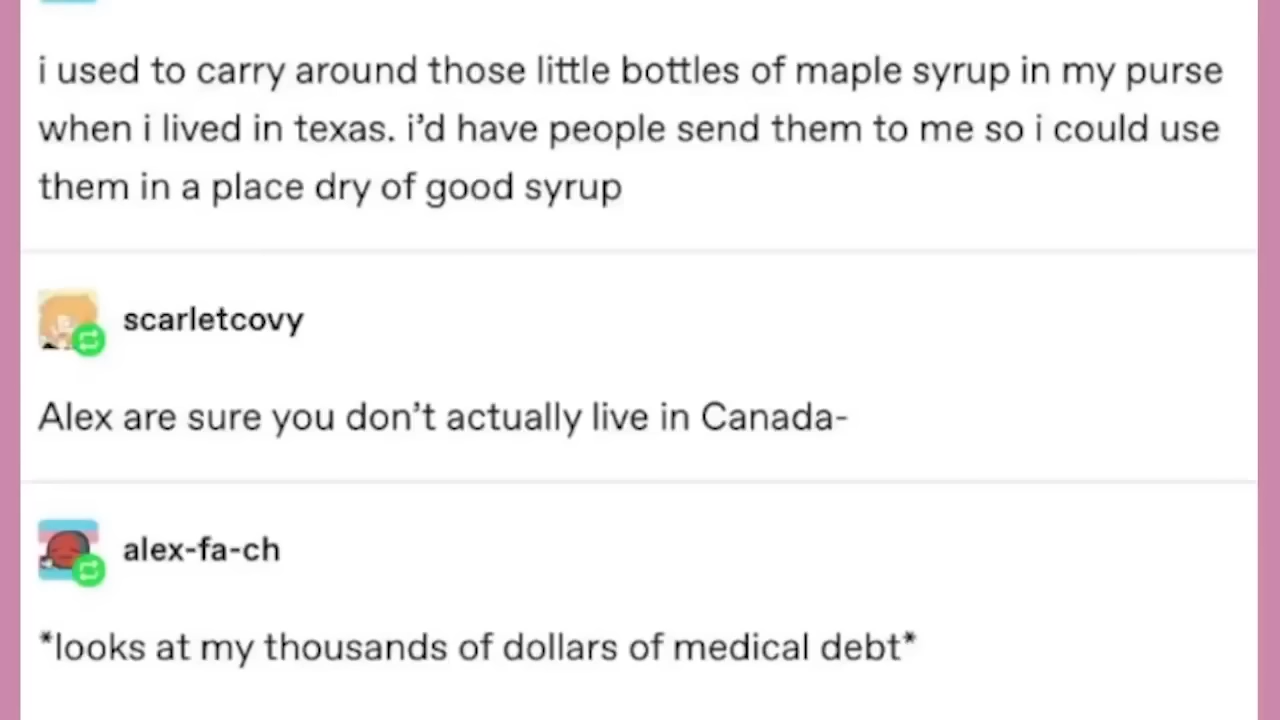 i used to carry around those little bottles of maple syrup in my purse
when i lived in texas. i’d have people send them to me so i could use
them in a place dry of good syrup
scarletcovy
Alex are sure you don’t actually live in Canada-
alex-fa-ch
*looks at my thousands of dollars of medical debt*